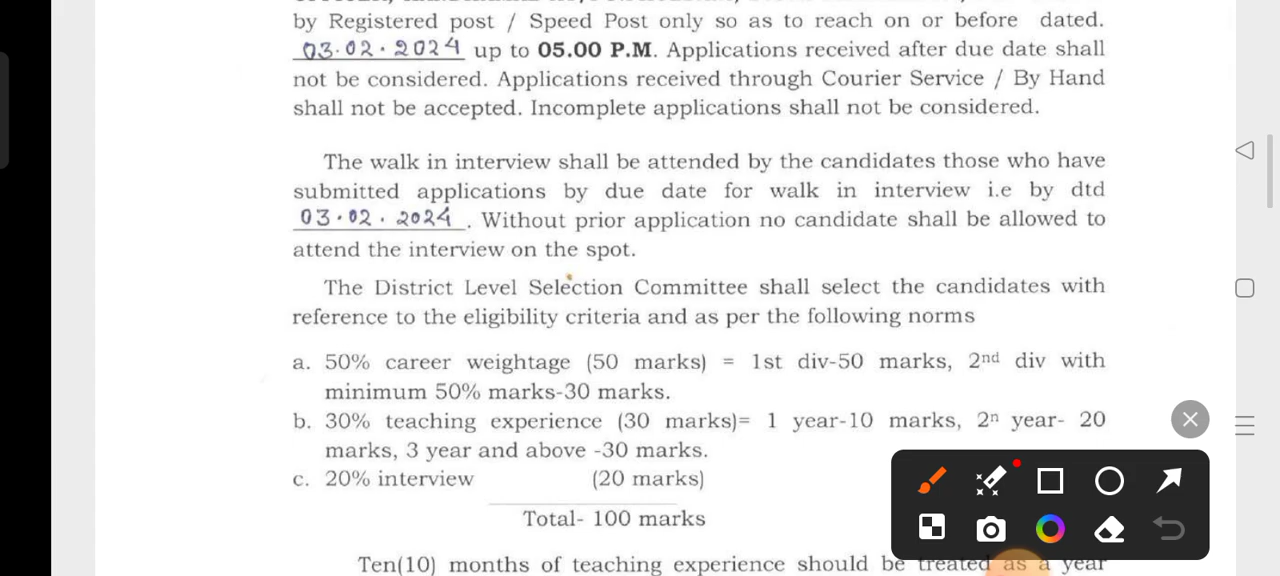 by Registered post / Speed Post only so as to reach on or before dated.
03.02.2024 up to 05.00 P.M. Applications received after due date shall
not be considered. Applications received through Courier Service / By Hand
shall not be accepted. Incomplete applications shall not be considered.
The walk in interview shall be attended by the candidates those who have
submitted applications by due date for walk in interview i.e by dtd
03.02.2024. Without prior application no candidate shall be allowed to
attend the interview on the spot.
The District Level Selection Committee shall select the candidates with
reference to the eligibility criteria and as per the following norms
a. 50% career weightage (50 marks) = 1st div-50 marks, 2nd div with
minimum 50% marks-30 marks.
b. 30% teaching experience (30 marks)= 1 year-10 marks, 2n year- 20
marks, 3 year and above -30 marks.
c. 20% interview (20 marks)
Total- 100 marks
Ten(10) months of teaching experience should be treated as a year